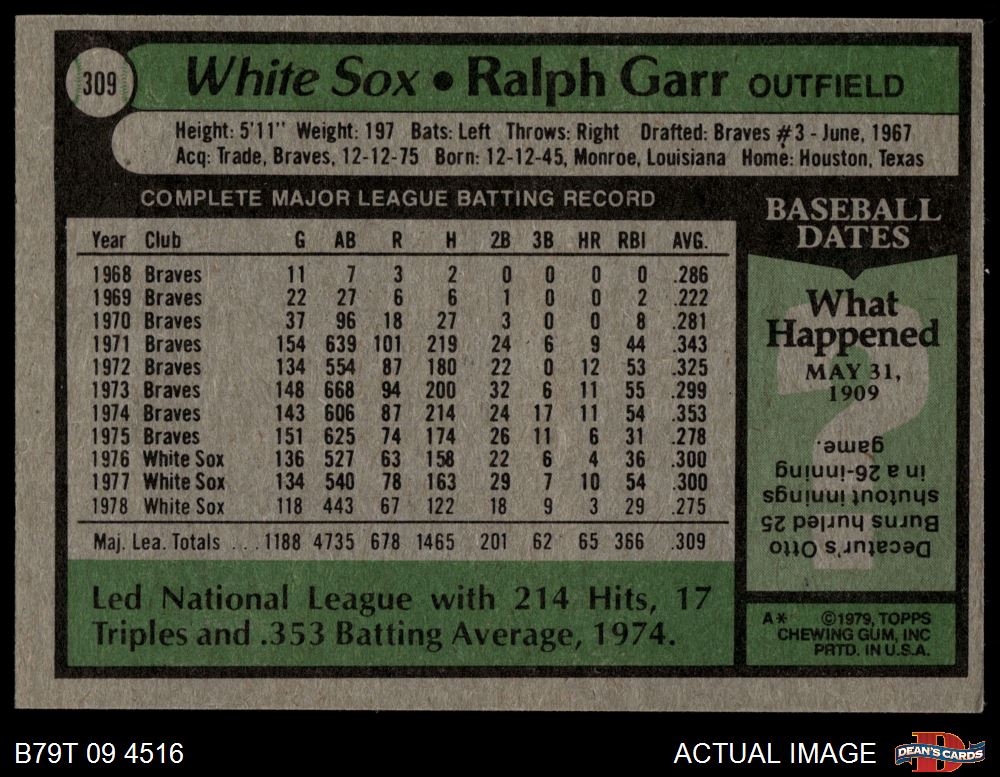 309
White Sox • Ralph Garr OUTFIELD
Height: 5'11" Weight: 197 Bats: Left Throws: Right Drafted: Braves #3 - June, 1967
Acq: Trade, Braves, 12-12-75 Born: 12-12-45, Monroe, Louisiana Home: Houston, Texas
COMPLETE MAJOR LEAGUE BATTING RECORD
Year Club G AB R H 2B 3B HR RBI AVG.
1968 Braves 11 7 3 2 0 0 0 0 .286
1969 Braves 22 27 6 6 1 0 0 2 .222
1970 Braves 37 96 18 27 3 0 0 8 .281
1971 Braves 154 639 101 219 24 6 9 44 .343
1972 Braves 134 554 87 180 22 0 12 53 .325
1973 Braves 148 668 94 200 32 6 11 55 .299
1974 Braves 143 606 87 214 24 17 11 54 .353
1975 Braves 151 625 74 174 26 11 6 31 .278
1976 White Sox 136 527 63 158 22 6 4 36 .300
1977 White Sox 134 540 78 163 29 7 10 54 .300
1978 White Sox 118 443 67 122 18 9 3 29 .275
Maj. Lea. Totals ... 1188 4735 678 1465 201 62 65 366 .309
Led National League with 214 Hits, 17
Triples and .353 Batting Average, 1974.
BASEBALL
DATES
What
Happened
MAY 31,
1909
?
Decatur's Otto
Burns hurled 25
shutout innings
in a 26-inning
game.
A* ©1979, TOPPS
CHEWING GUM, INC
PRTD. IN U.S.A.
B79T 09 4516
ACTUAL IMAGE
D
DEAN'S CARDS